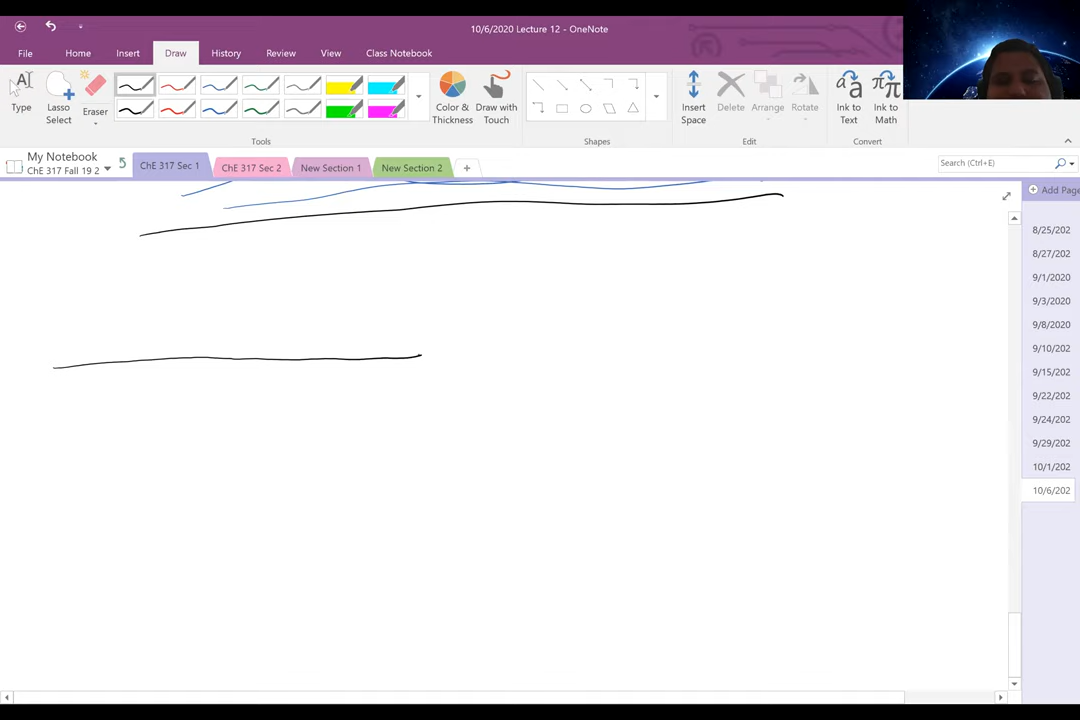 10/6/2020 Lecture 12 - OneNote
File Home Insert Draw History Review View Class Notebook
Type
Lasso Select
Eraser
Color & Thickness
Draw with Touch
Insert Space
Delete
Arrange
Rotate
Ink to Text
Ink to Math
Tools
Shapes
Edit
Convert
My Notebook
ChE 317 Fall 19 2
ChE 317 Sec 1
ChE 317 Sec 2
New Section 1
New Section 2
Search (Ctrl+E)
Add Page
8/25/202
8/27/202
9/1/2020
9/3/2020
9/8/2020
9/10/202
9/15/202
9/22/202
9/24/202
9/29/202
10/1/202
10/6/202